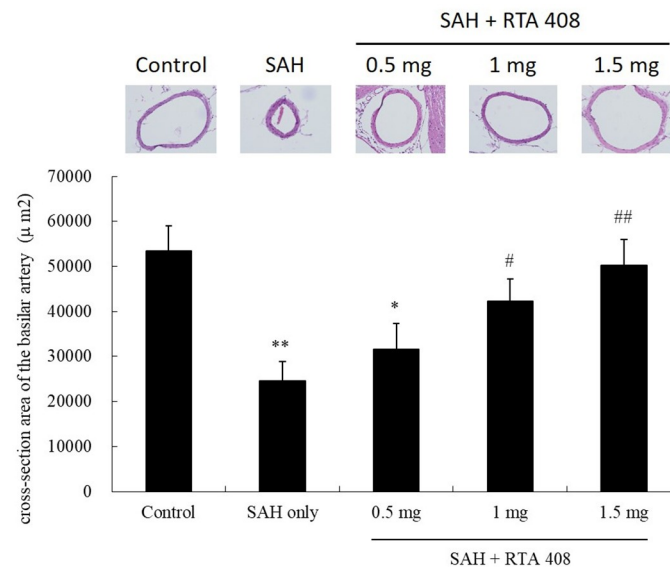 SAH + RTA 408
Control SAH 0.5 mg 1 mg 1.5 mg
cross-section area of the basilar artery (μ m2)
70000
60000
50000
40000
30000
20000
10000
0
** * # ##
Control SAH only 0.5 mg 1 mg 1.5 mg
SAH + RTA 408